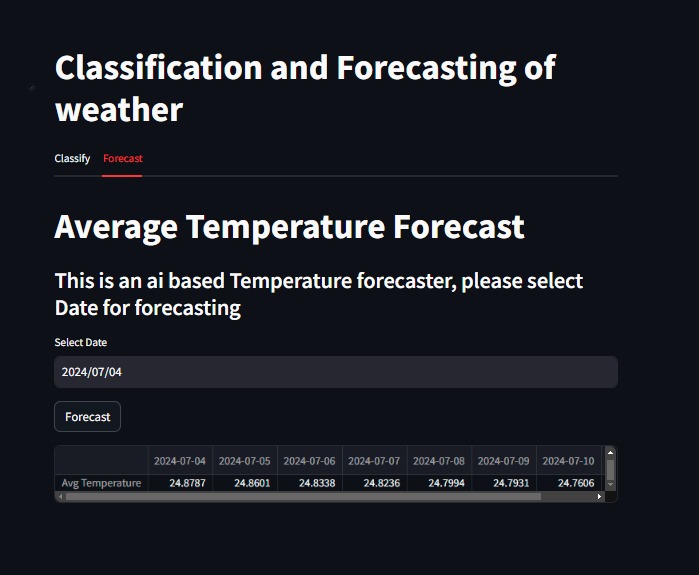 Classification and Forecasting of
weather
Classify Forecast
Average Temperature Forecast
This is an ai based Temperature forecaster, please select
Date for forecasting
Select Date
2024/07/04
Forecast
2024-07-04 2024-07-05 2024-07-06 2024-07-07 2024-07-08 2024-07-09 2024-07-10
Avg Temperature 24.8787 24.8601 24.8338 24.8236 24.7994 24.7931 24.7606